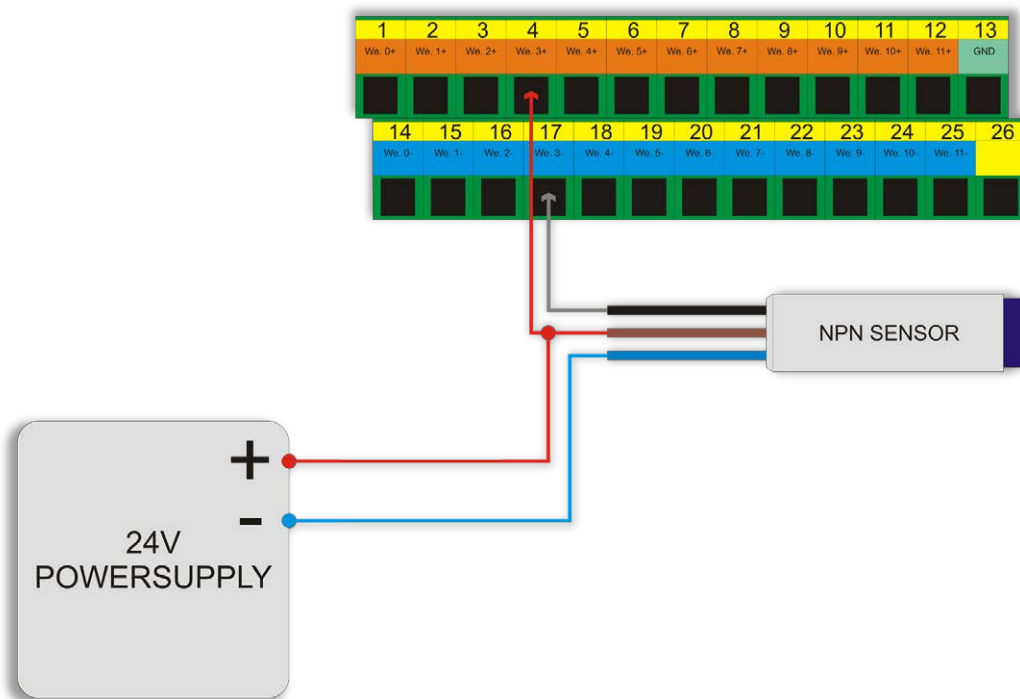 1 2 3 4 5 6 7 8 9 10 11 12 13
We. 0+ We. 1+ We. 2+ We. 3+ We. 4+ We. 5+ We. 6+ We. 7+ We. 8+ We. 9+ We. 10+ We. 11+ GND
14 15 16 17 18 19 20 21 22 23 24 25 26
We. 0- We. 1- We. 2- We. 3- We. 4- We. 5- We. 6- We. 7- We. 8- We. 9- We. 10- We. 11-
NPN SENSOR
+
-
24V
POWERSUPPLY